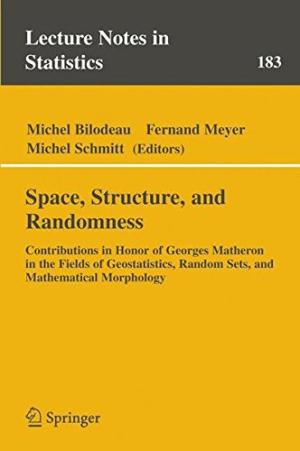 Lecture Notes in
Statistics
183
Michel Bilodeau Fernand Meyer
Michel Schmitt (Editors)
Space, Structure, and
Randomness
Contributions in Honor of Georges Matheron
in the Fields of Geostatistics, Random Sets, and
Mathematical Morphology
Springer